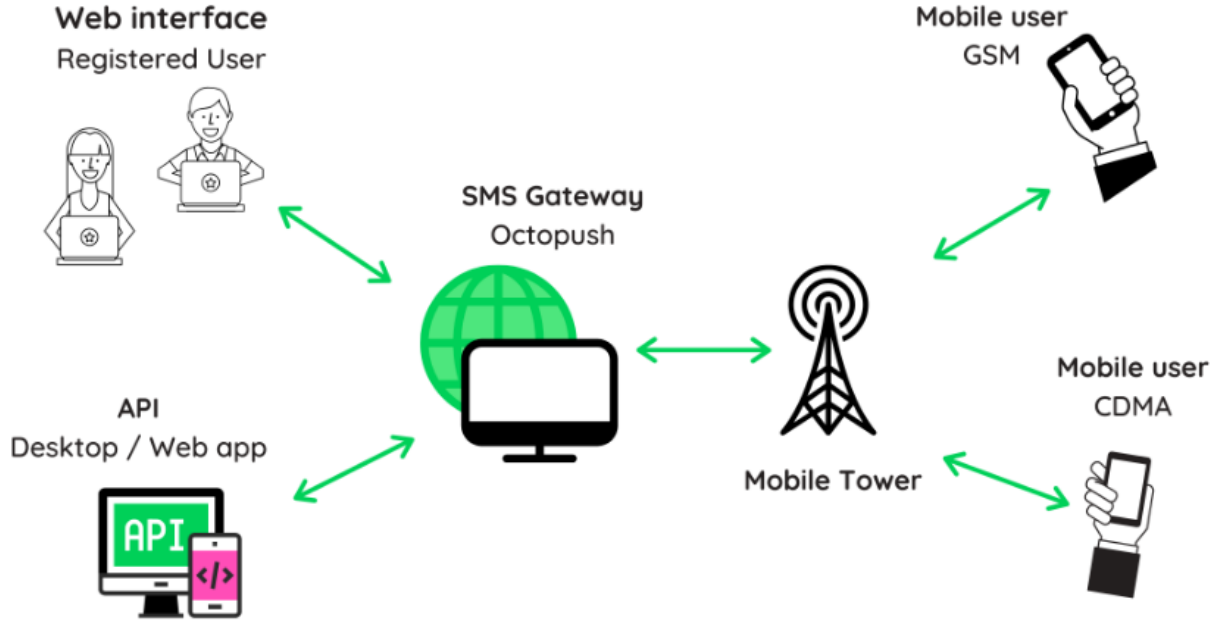 Web interface
Registered User
Mobile user
GSM
SMS Gateway
Octopush
API
Desktop / Web app
API
</>
Mobile Tower
Mobile user
CDMA